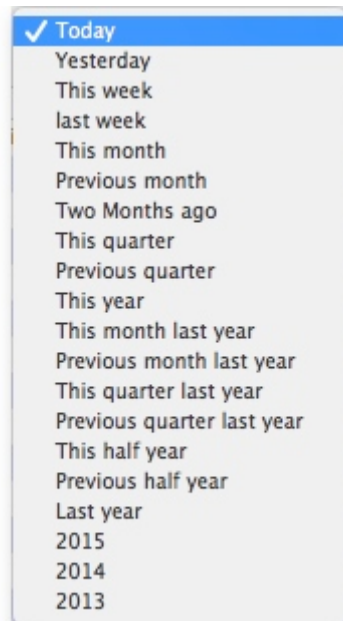 Today
Yesterday
This week
last week
This month
Previous month
Two Months ago
This quarter
Previous quarter
This year
This month last year
Previous month last year
This quarter last year
Previous quarter last year
This half year
Previous half year
Last year
2015
2014
2013